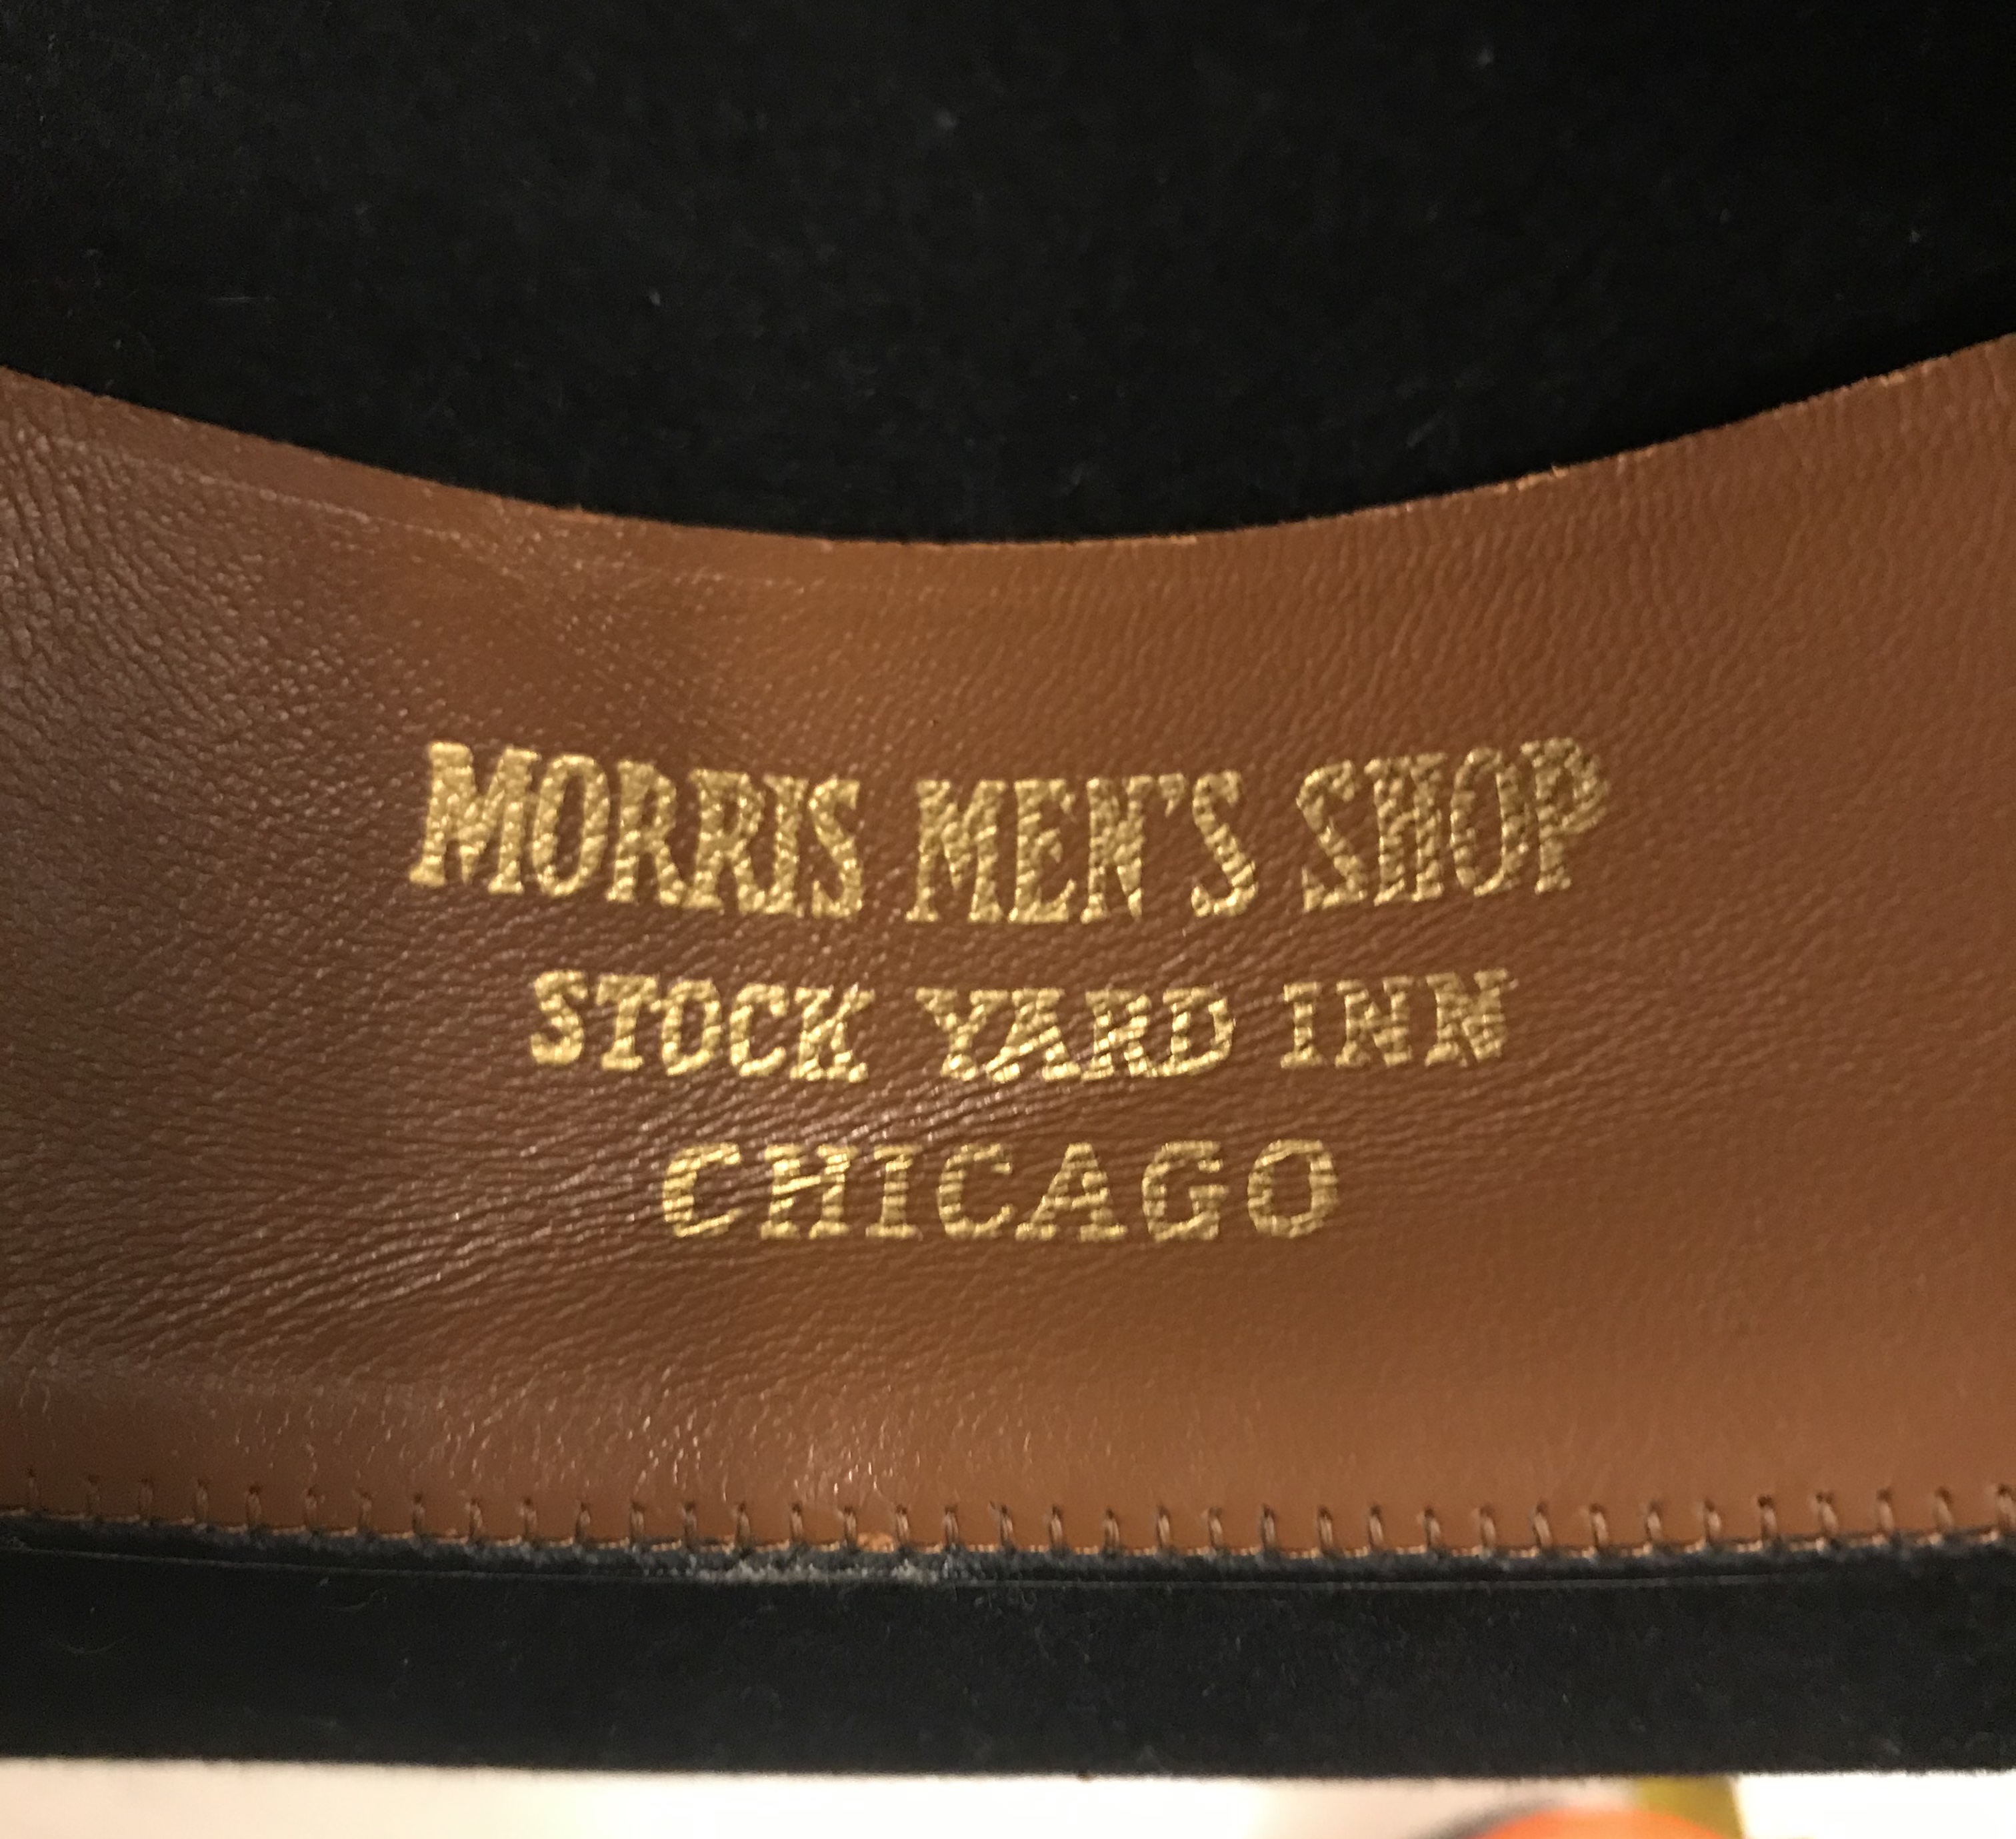 MORRIS MEN'S SHOP
STOCK YARD INN
CHICAGO